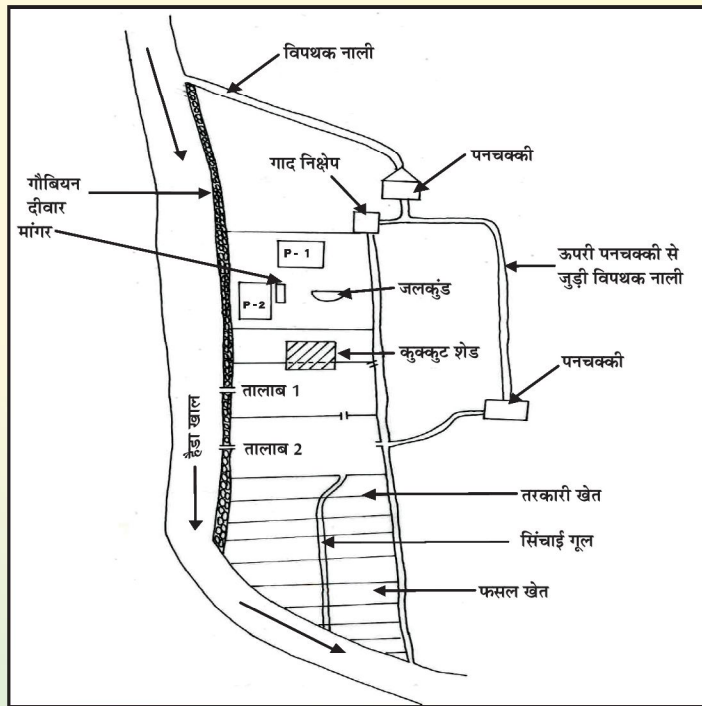 विपथक नाली
पनचक्की
गाद निक्षेप
गौबियन
दीवार
मांगर
P- 1
ऊपरी पनचक्की से
जुड़ी विपथक नाली
जलकुंड
P-2
कुक्कुट शेड
पनचक्की
तालाब 1
हैडा खाल
तालाब 2
तरकारी खेत
सिंचाई गूल
फसल खेत